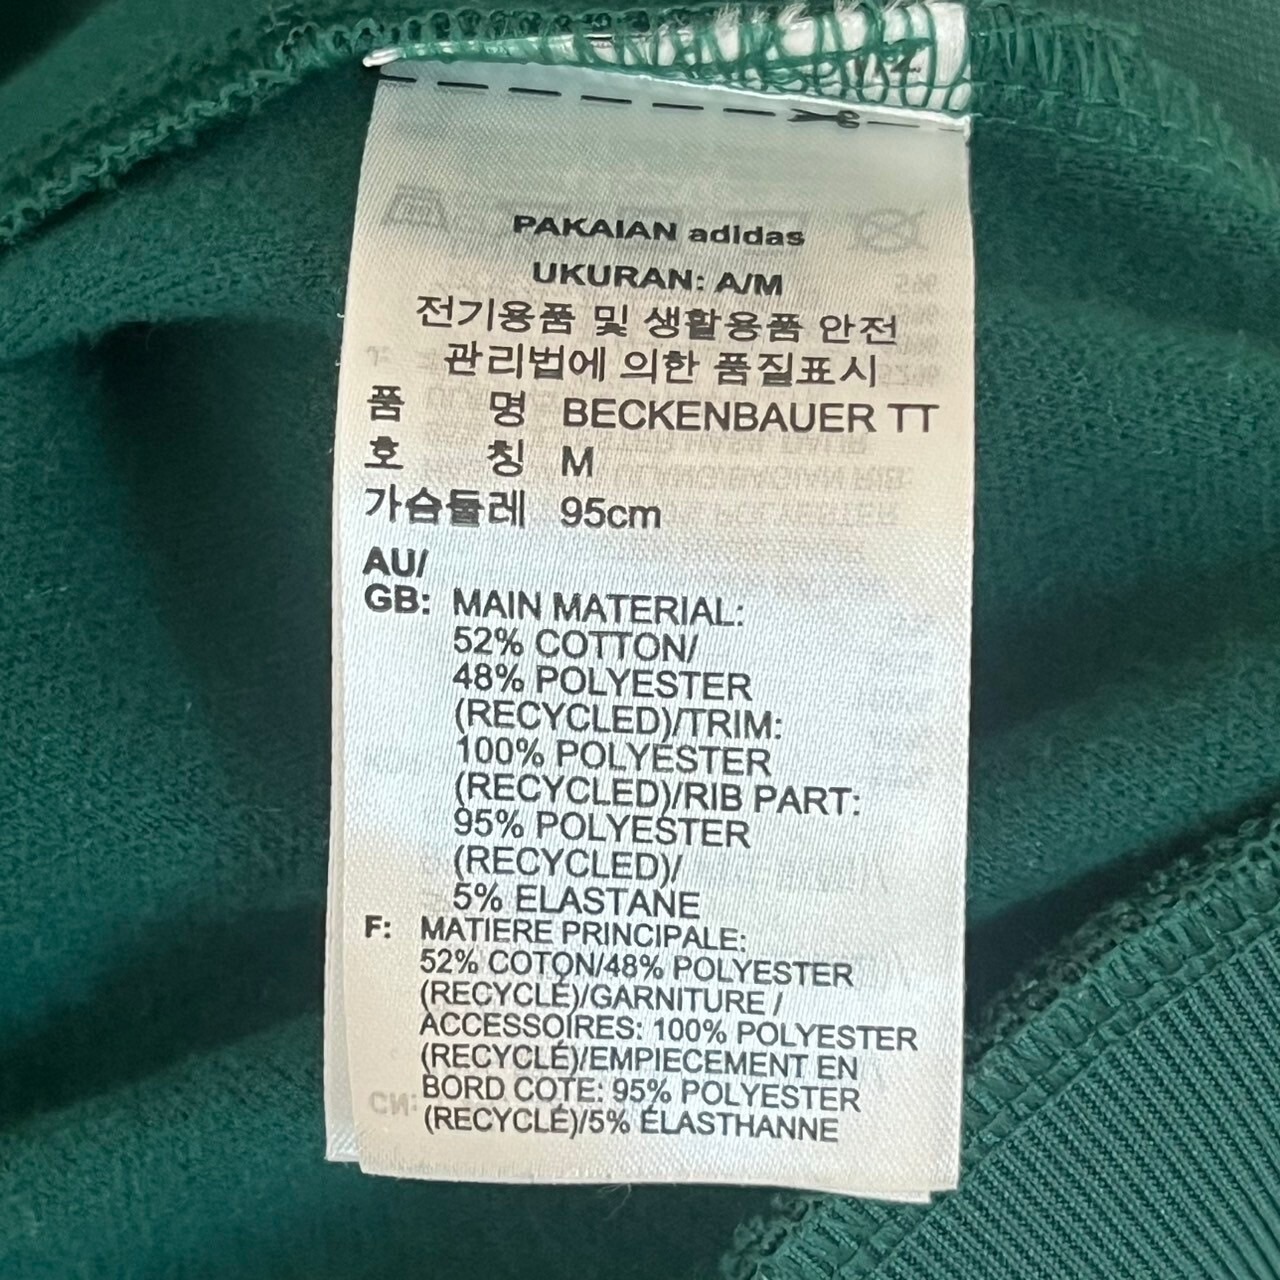 PAKAIAN adidas
UKURAN: A/M
전기용품 및 생활용품 안전
관리법에 의한 품질표시
품 명 BECKENBAUER TT
호 칭 M
가슴둘레 95cm
AU/
GB: MAIN MATERIAL:
52% COTTON/
48% POLYESTER
(RECYCLED)/TRIM:
100% POLYESTER
(RECYCLED)/RIB PART:
95% POLYESTER
(RECYCLED)/
5% ELASTANE
F: MATIERE PRINCIPALE:
52% COTON/48% POLYESTER
(RECYCLÉ)/GARNITURE /
ACCESSOIRES: 100% POLYESTER
(RECYCLÉ)/EMPIECEMENT EN
BORD COTE: 95% POLYESTER
(RECYCLÉ)/5% ÉLASTHANNE